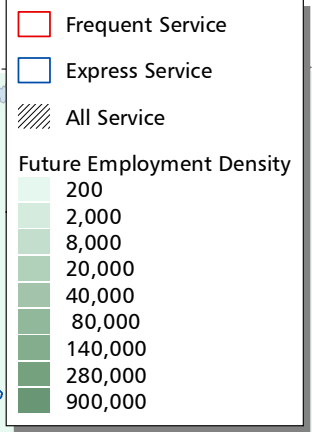 Frequent Service
Express Service
All Service
Future Employment Density
200
2,000
8,000
20,000
40,000
80,000
140,000
280,000
900,000